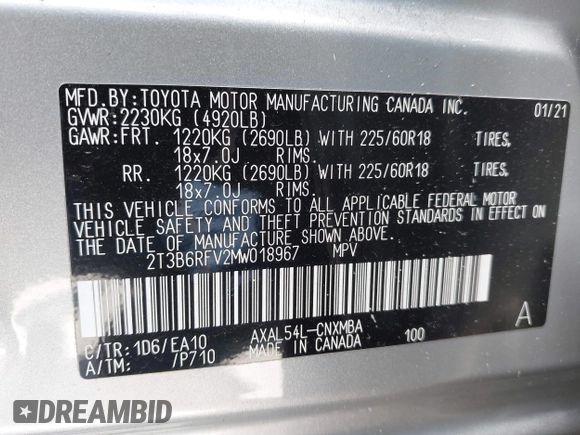 MFD.BY:TOYOTA MOTOR MANUFACTURING CANADA INC. 01/21
GVWR:2230KG (4920LB)
GAWR:FRT. 1220KG (2690LB) WITH 225/60R18 TIRES,
18x7.0J RIMS.
RR. 1220KG (2690LB) WITH 225/60R18 TIRES,
18x7.0J RIMS.
THIS VEHICLE CONFORMS TO ALL APPLICABLE FEDERAL MOTOR
VEHICLE SAFETY AND THEFT PREVENTION STANDARDS IN EFFECT ON
THE DATE OF MANUFACTURE SHOWN ABOVE.
2T3B6RFV2MW018967 MPV
C/TR:1D6/EA10 AXAL54L-CNXMBA 100 A
A/TM: /P710 MADE IN CANADA
DREAMBID